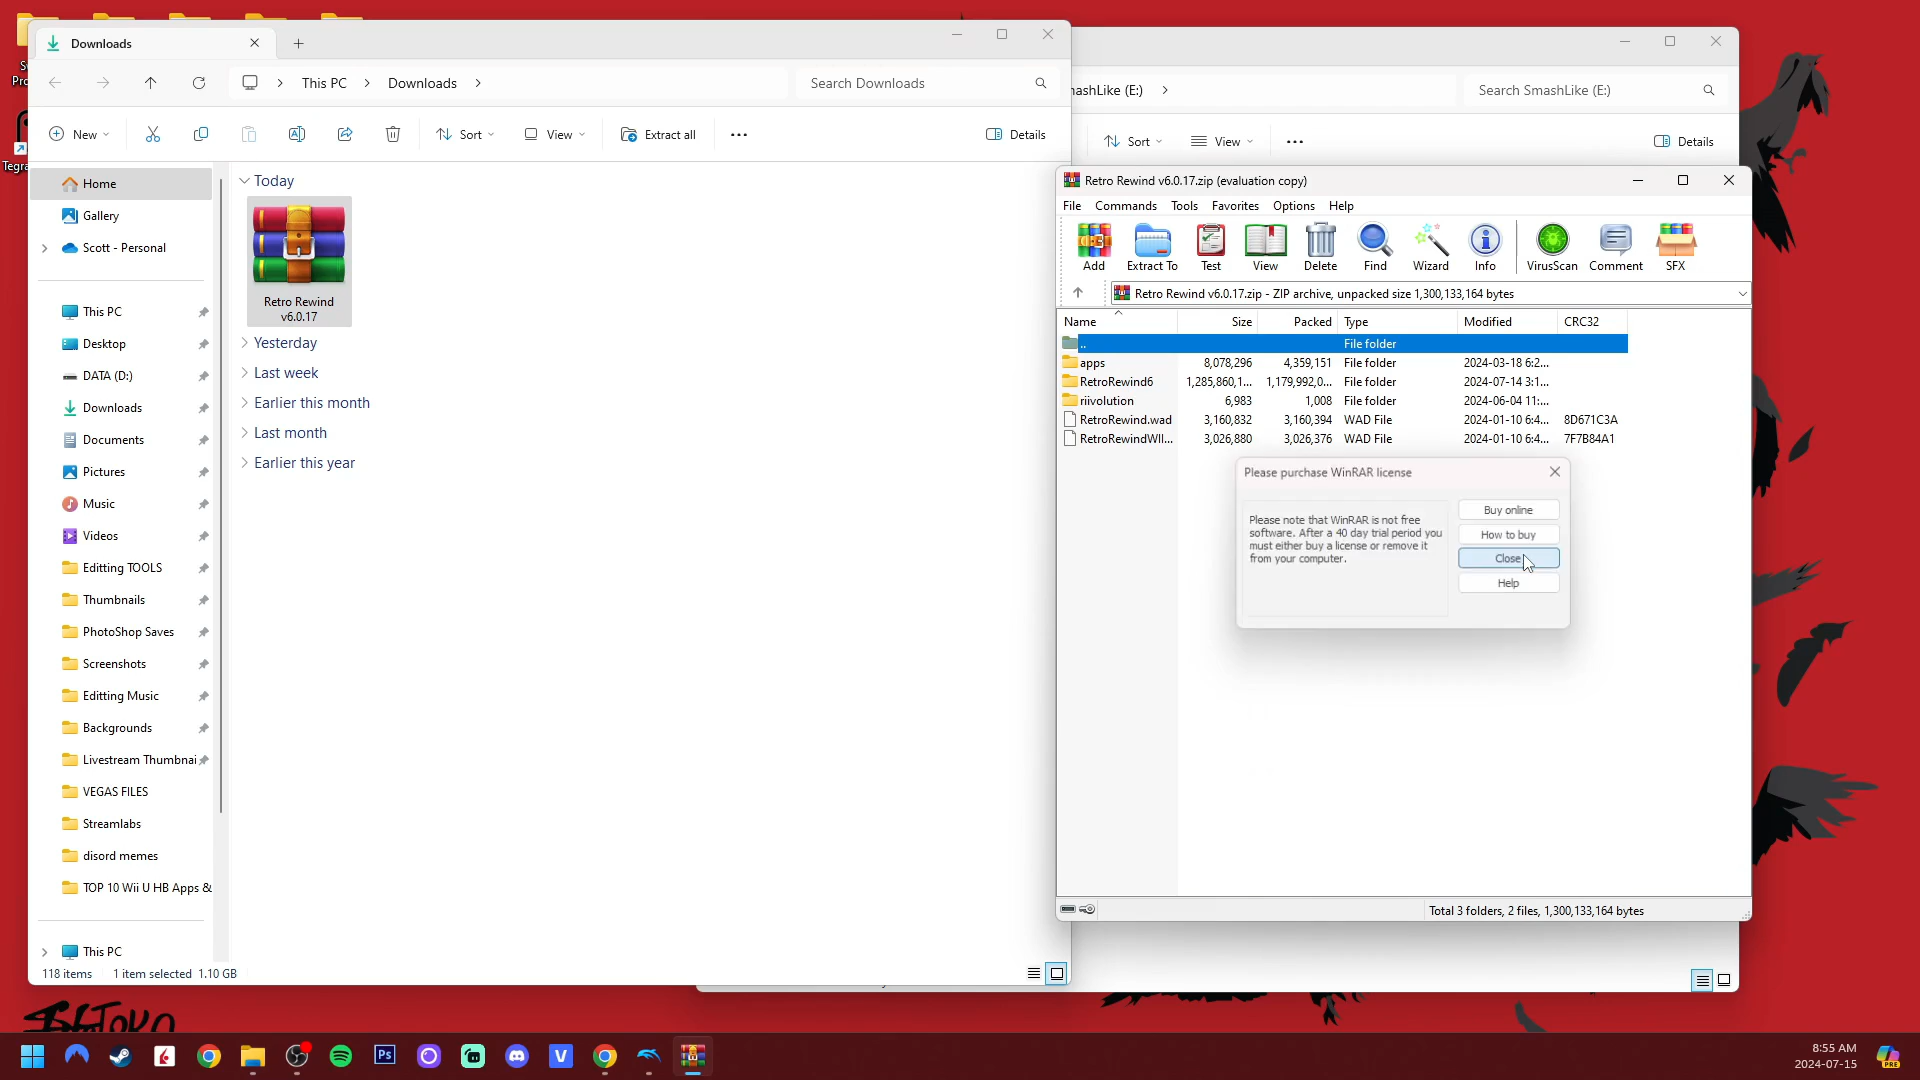 Downloads
This PC
Downloads
Search Downloads
New
Sort
View
Extract all
Details
Home
Gallery
Scott - Personal
This PC
Desktop
DATA (D:)
Downloads
Documents
Pictures
Music
Videos
Editting TOOLS
Thumbnails
PhotoShop Saves
Screenshots
Editting Music
Backgrounds
Livestream Thumbnai
VEGAS FILES
Streamlabs
disord memes
TOP 10 Wii U HB Apps &
This PC
Today
Retro Rewind
v6.0.17
Yesterday
Last week
Earlier this month
Last month
Earlier this year
118 items 1 item selected 1.10 GB
mashLike (E:)
Search SmashLike (E:)
Sort
View
Details
Retro Rewind v6.0.17.zip (evaluation copy)
File Commands Tools Favorites Options Help
Add Extract To Test View Delete Find Wizard Info VirusScan Comment SFX
Retro Rewind v6.0.17.zip - ZIP archive, unpacked size 1,300,133,164 bytes
Name Size Packed Type Modified CRC32
.. File folder
apps 8,078,296 4,359,151 File folder 2024-03-18 6:2...
RetroRewind6 1,285,860,1... 1,179,992,0... File folder 2024-07-14 3:1...
riivolution 6,983 1,008 File folder 2024-06-04 11:...
RetroRewind.wad 3,160,832 3,160,394 WAD File 2024-01-10 6:4... 8D671C3A
RetroRewindWII... 3,026,880 3,026,376 WAD File 2024-01-10 6:4... 7F7B84A1
Please purchase WinRAR license
Please note that WinRAR is not free
software. After a 40 day trial period you
must either buy a license or remove it
from your computer.
Buy online
How to buy
Close
Help
Total 3 folders, 2 files, 1,300,133,164 bytes
Tegra
Ps
V
PRE
8:55 AM
2024-07-15